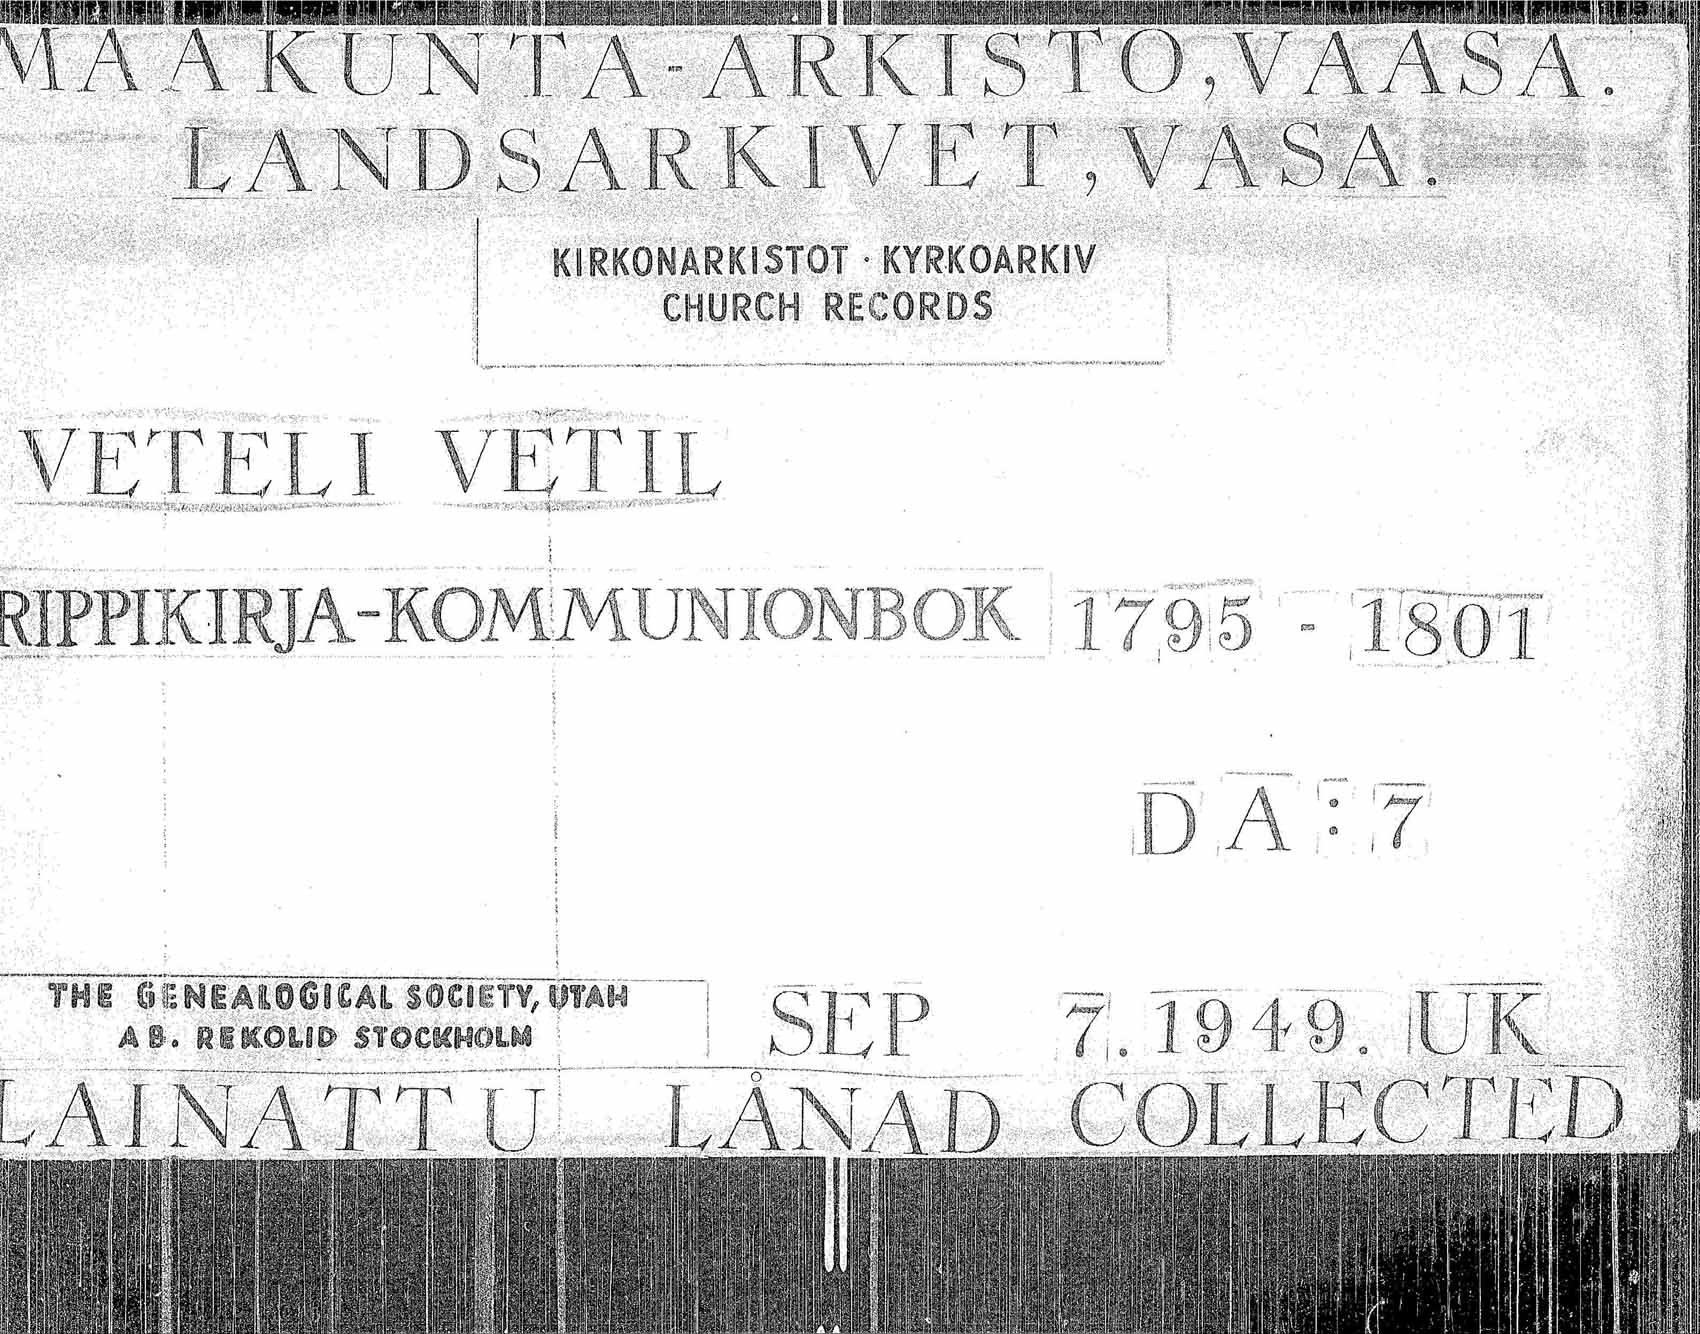 MAAKUNTA-ARKISTO, VAASA.
LANDSARKIVET, VASA.
KIRKONARKISTOT · KYRKOARKIV
CHURCH RECORDS
VETELI VETIL
RIPPIKIRJA-KOMMUNIONBOK 1795 - 1801
DA:7
THE GENEALOGICAL SOCIETY, UTAH
AB. REKOLID STOCKHOLM
SEP 7. 1949. UK
LAINATTU LÅNAD COLLECTED